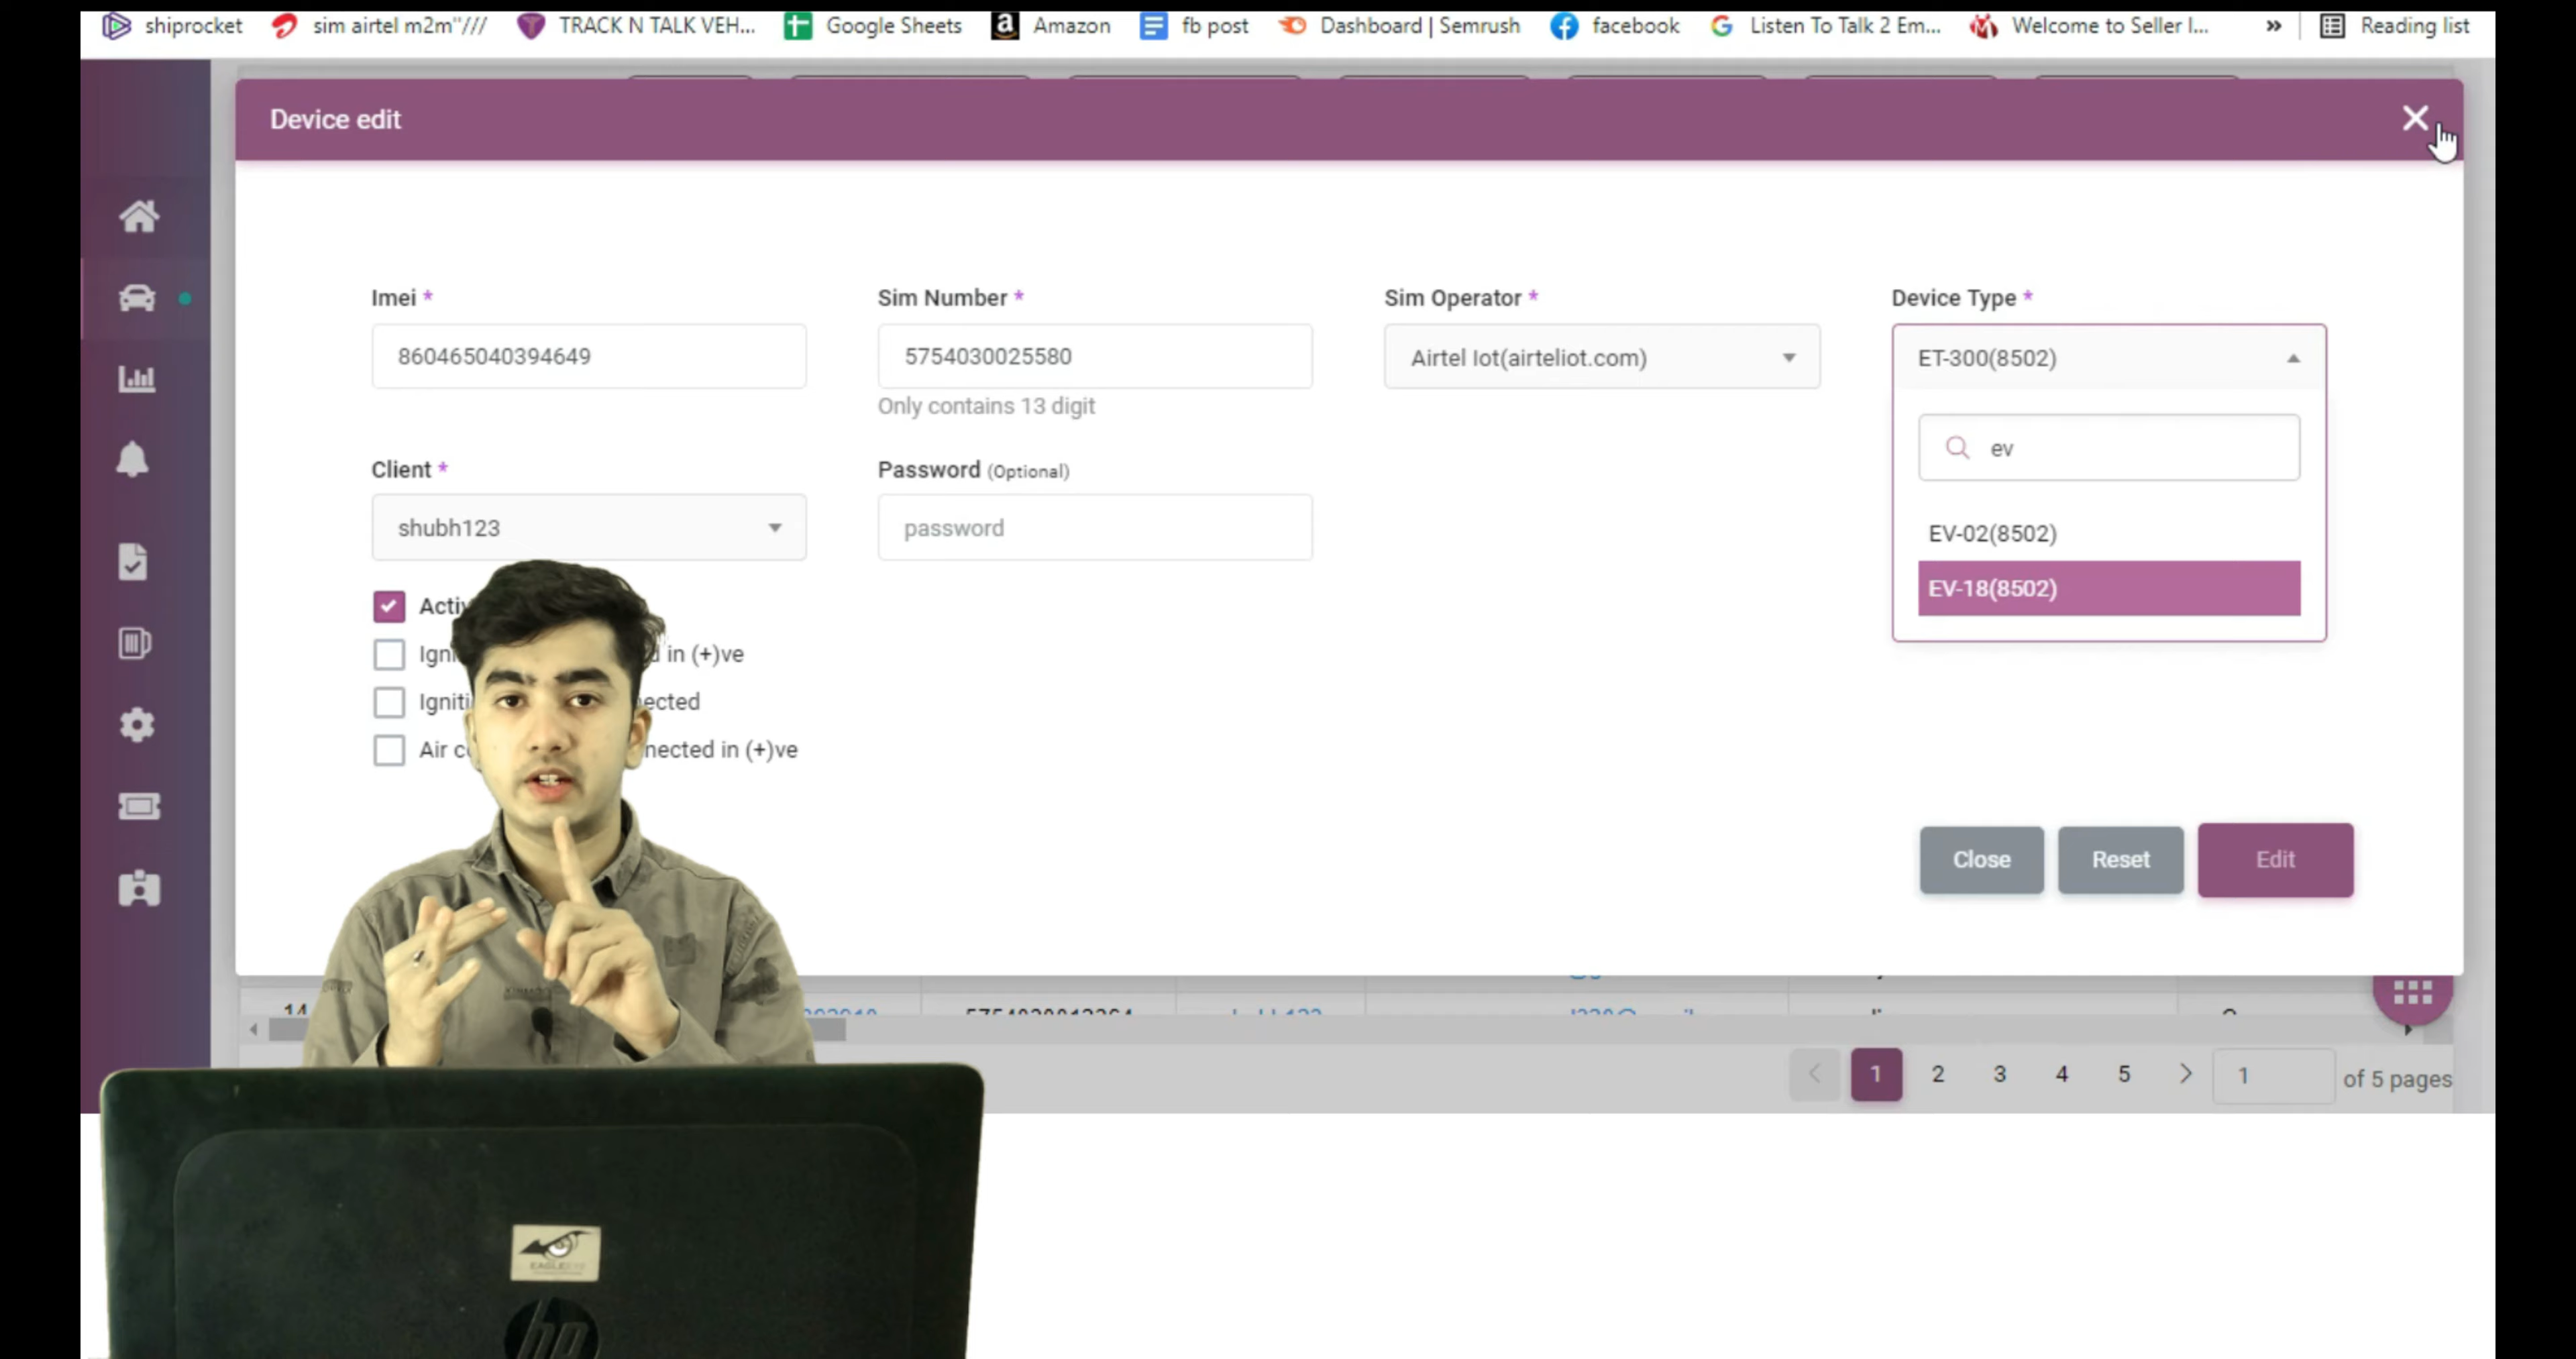 shiprocket sim airtel m2m"/// TRACK N TALK VEH... Google Sheets Amazon fb post Dashboard | Semrush facebook Listen To Talk 2 Em... Welcome to Seller I... » Reading list
Device edit
Imei * Sim Number * Sim Operator * Device Type *
860465040394649 5754030025580 Airtel Iot(airteliot.com) ET-300(8502)
Only contains 13 digit
ev
Client * Password (Optional)
shubh123 password
EV-02(8502)
EV-18(8502)
in (+)ve
Air nected in (+)ve
Close Reset Edit
14
1 2 3 4 5 1 of 5 pages
EAGLE
hp